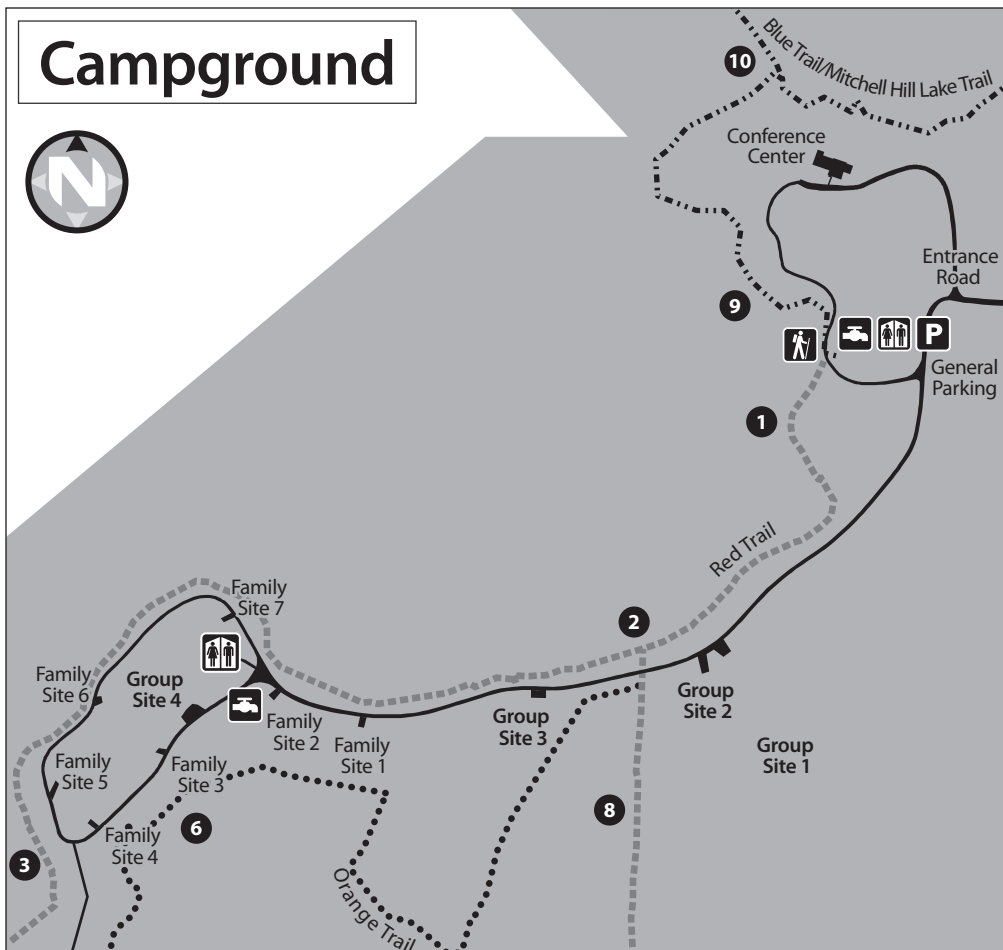 Campground
N
10
Blue Trail/Mitchell Hill Lake Trail
Conference
Center
Entrance
Road
9
P
General
Parking
1
Red Trail
2
Family
Site 7
Family
Site 6
Group
Site 4
Group
Site 2
Group
Site 3
Family
Site 2
Family
Site 1
Group
Site 1
Family
Site 5
Family
Site 3
8
6
Family
Site 4
3
Orange Trail